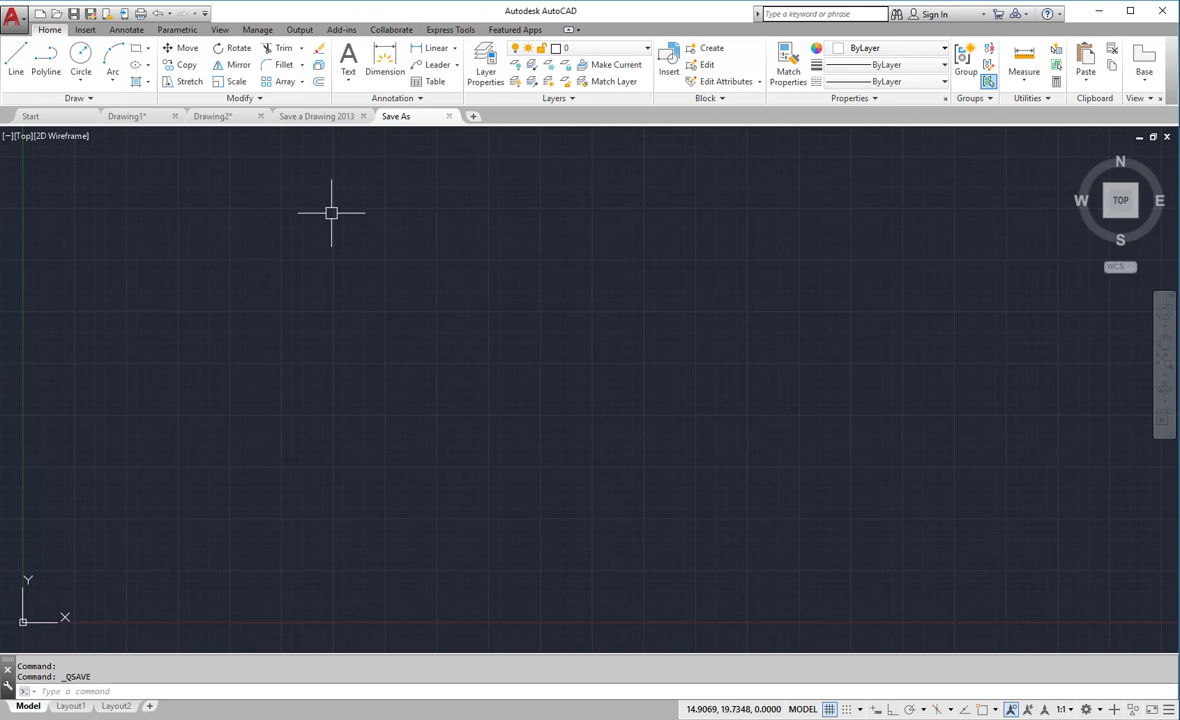 Autodesk AutoCAD
Type a keyword or phrase
Sign In
Home Insert Annotate Parametric View Manage Output Add-ins Collaborate Express Tools Featured Apps
Line Polyline Circle Arc
Move Rotate Trim
Copy Mirror Fillet
Stretch Scale Array
Text Dimension
Linear
Leader
Table
Layer Properties
0
Make Current
Match Layer
Insert
Create
Edit
Edit Attributes
Match Properties
ByLayer
ByLayer
ByLayer
Group
Measure
Paste
Base
Draw Modify Annotation Layers Block Properties Groups Utilities Clipboard View
Start Drawing1* Drawing2* Save a Drawing 2013 Save As
[−][Top][2D Wireframe]
N
W TOP E
S
WCS
Y
X
Command:
Command: _QSAVE
Type a command
Model Layout1 Layout2
14.9069, 19.7348, 0.0000 MODEL 1:1